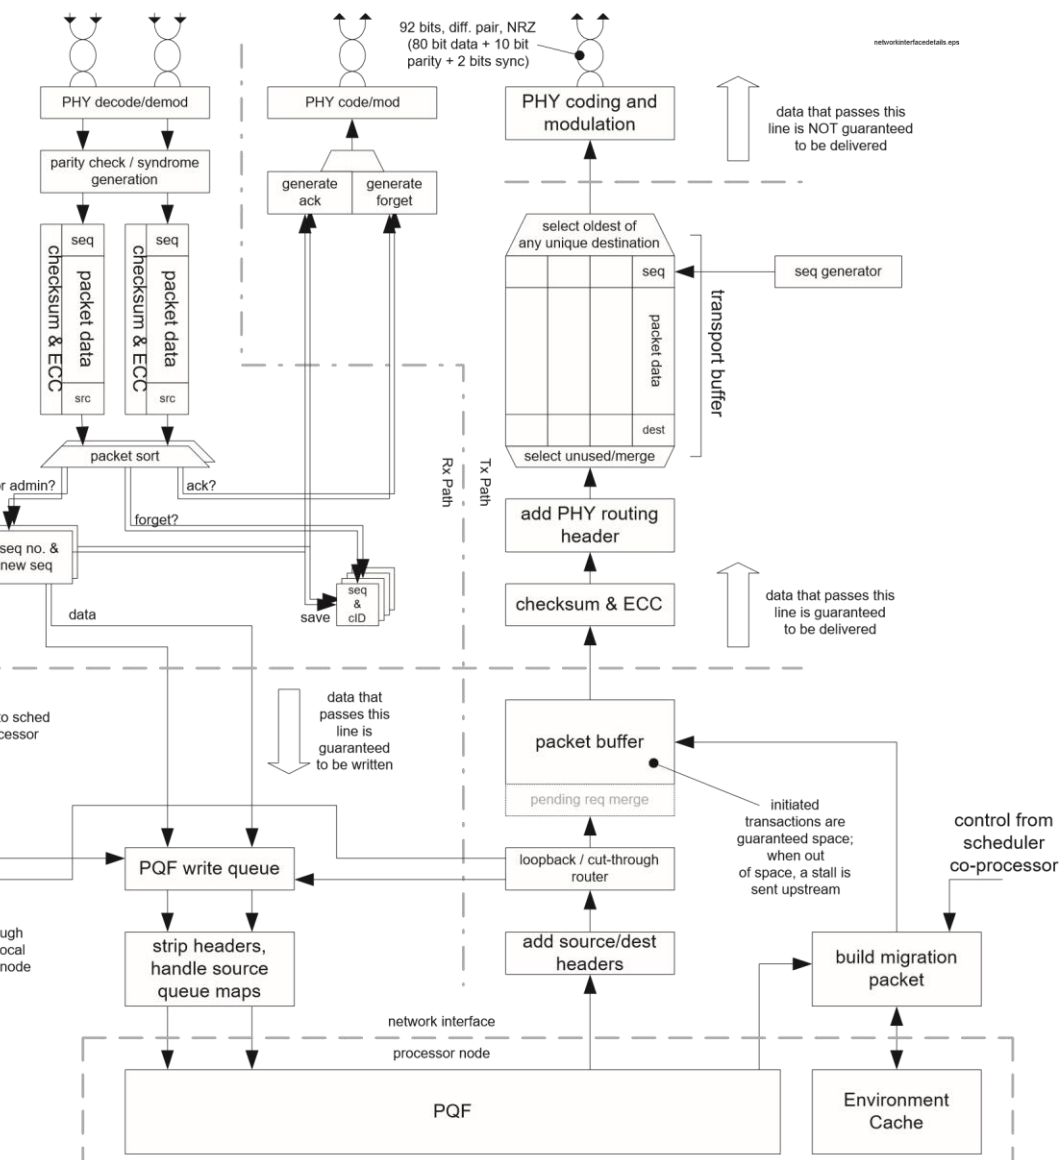 92 bits, diff. pair, NRZ
(80 bit data + 10 bit
parity + 2 bits sync)
networkinterfacedetails.eps
PHY decode/demod
PHY code/mod
PHY coding and
modulation
data that passes this
line is NOT guaranteed
to be delivered
parity check / syndrome
generation
generate
ack
generate
forget
seq
packet data
checksum & ECC
src
seq
packet data
checksum & ECC
src
select oldest of
any unique destination
seq
packet data
dest
select unused/merge
transport buffer
seq generator
packet sort
r admin?
ack?
forget?
Rx Path
Tx Path
add PHY routing
header
seq no. &
new seq
seq
&
cID
save
data
checksum & ECC
data that passes this
line is guaranteed
to be delivered
to sched
cessor
data that
passes this
line is
guaranteed
to be written
packet buffer
pending req merge
initiated
transactions are
guaranteed space;
when out
of space, a stall is
sent upstream
control from
scheduler
co-processor
PQF write queue
loopback / cut-through
router
ugh
ocal
node
strip headers,
handle source
queue maps
add source/dest
headers
build migration
packet
network interface
processor node
PQF
Environment
Cache